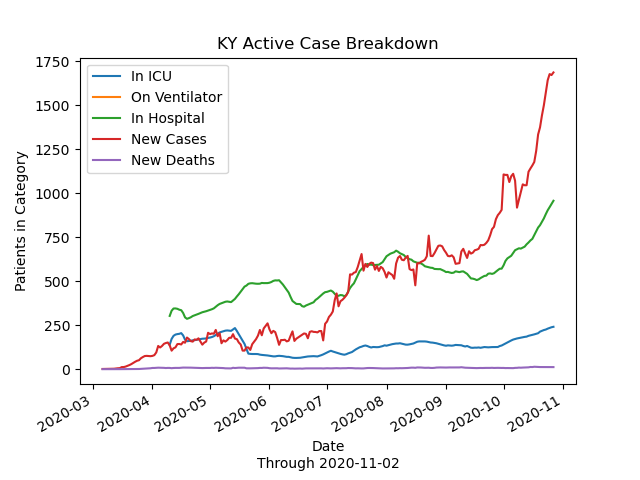 KY Active Case Breakdown
Patients in Category
1750
1500
1250
1000
750
500
250
0
In ICU
On Ventilator
In Hospital
New Cases
New Deaths
2020-03
2020-04
2020-05
2020-06
2020-07
2020-08
2020-09
2020-10
2020-11
Date
Through 2020-11-02